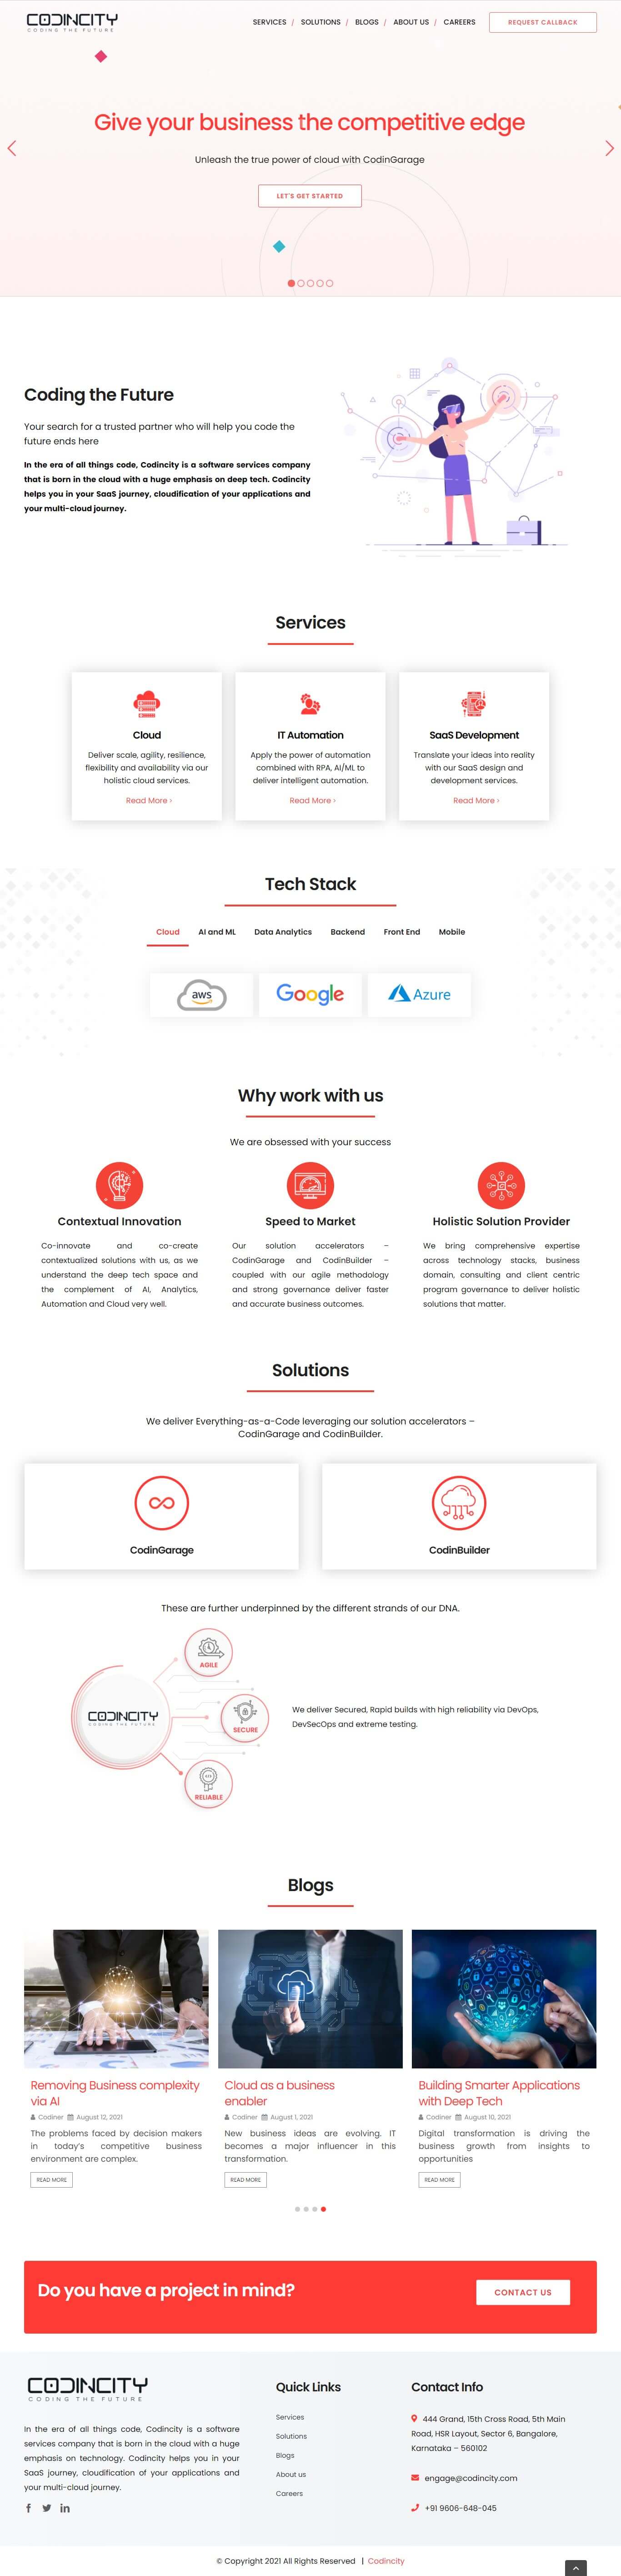 CODINCITY
CODING THE FUTURE
SERVICES / SOLUTIONS / BLOGS / ABOUT US / CAREERS
REQUEST CALLBACK
Give your business the competitive edge
Unleash the true power of cloud with CodinGarage
LET'S GET STARTED
Coding the Future
Your search for a trusted partner who will help you code the
future ends here
In the era of all things code, Codincity is a software services company
that is born in the cloud with a huge emphasis on deep tech. Codincity
helps you in your SaaS journey, cloudification of your applications and
your multi-cloud journey.
Services
Cloud
Deliver scale, agility, resilience,
flexibility and availability via our
holistic cloud services.
Read More ›
IT Automation
Apply the power of automation
combined with RPA, AI/ML to
deliver intelligent automation.
Read More ›
SaaS Development
Translate your ideas into reality
with our SaaS design and
development services.
Read More ›
Tech Stack
Cloud AI and ML Data Analytics Backend Front End Mobile
aws
Google
Azure
Why work with us
We are obsessed with your success
Contextual Innovation
Co-innovate and co-create
contextualized solutions with us, as we
understand the deep tech space and
the complement of AI, Analytics,
Automation and Cloud very well.
Speed to Market
Our solution accelerators –
CodinGarage and CodinBuilder –
coupled with our agile methodology
and strong governance deliver faster
and accurate business outcomes.
Holistic Solution Provider
We bring comprehensive expertise
across technology stacks, business
domain, consulting and client centric
program governance to deliver holistic
solutions that matter.
Solutions
We deliver Everything-as-a-Code leveraging our solution accelerators –
CodinGarage and CodinBuilder.
CodinGarage
CodinBuilder
These are further underpinned by the different strands of our DNA.
CODINCITY
CODING THE FUTURE
AGILE
SECURE
RELIABLE
We deliver Secured, Rapid builds with high reliability via DevOps,
DevSecOps and extreme testing.
Blogs
Removing Business complexity
via AI
Codiner August 12, 2021
The problems faced by decision makers
in today's competitive business
environment are complex.
READ MORE
Cloud as a business
enabler
Codiner August 1, 2021
New business ideas are evolving. IT
becomes a major influencer in this
transformation.
READ MORE
Building Smarter Applications
with Deep Tech
Codiner August 10, 2021
Digital transformation is driving the
business growth from insights to
opportunities
READ MORE
Do you have a project in mind?
CONTACT US
CODINCITY
CODING THE FUTURE
In the era of all things code, Codincity is a software
services company that is born in the cloud with a huge
emphasis on technology. Codincity helps you in your
SaaS journey, cloudification of your applications and
your multi-cloud journey.
Quick Links
Services
Solutions
Blogs
About us
Careers
Contact Info
444 Grand, 15th Cross Road, 5th Main
Road, HSR Layout, Sector 6, Bangalore,
Karnataka – 560102
engage@codincity.com
+91 9606-648-045
© Copyright 2021 All Rights Reserved | Codincity